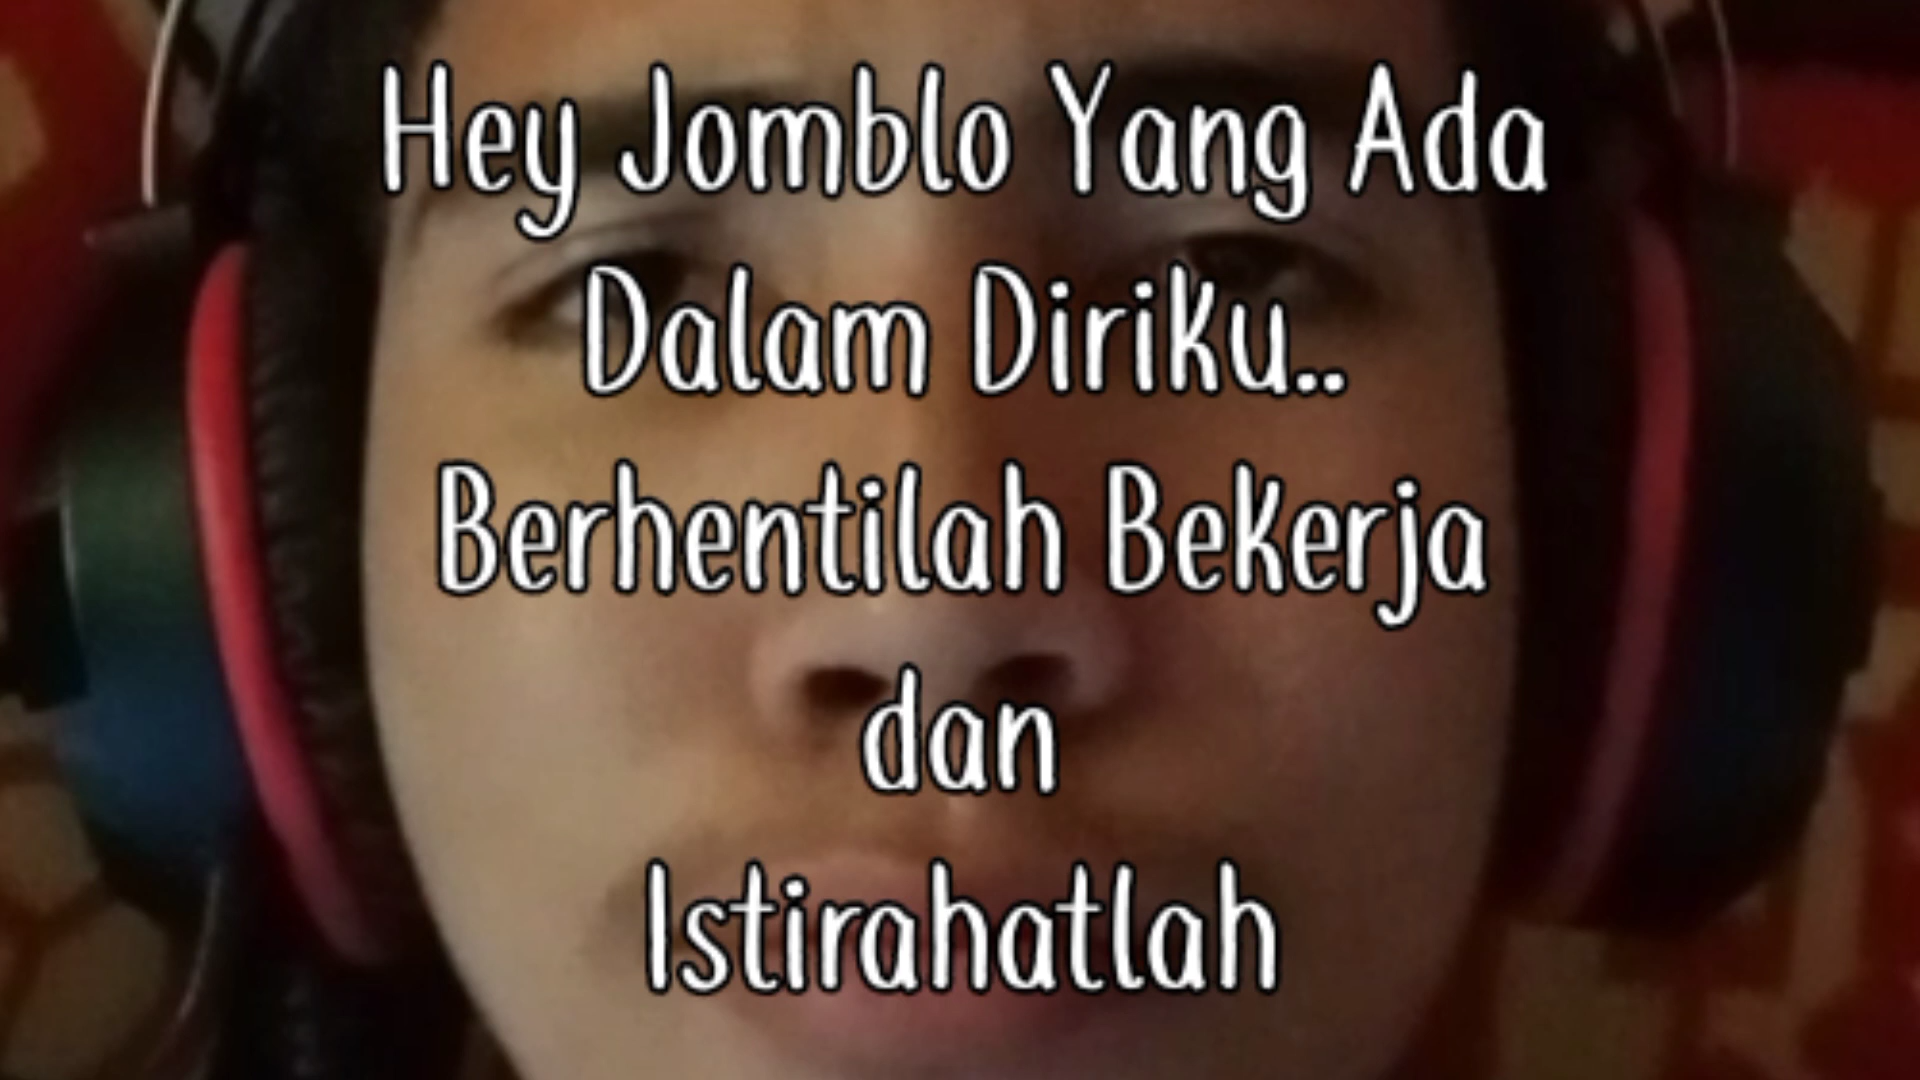 Hey Jomblo Yang Ada
Dalam Diriku..
Berhentilah Bekerja
dan
Istirahatlah